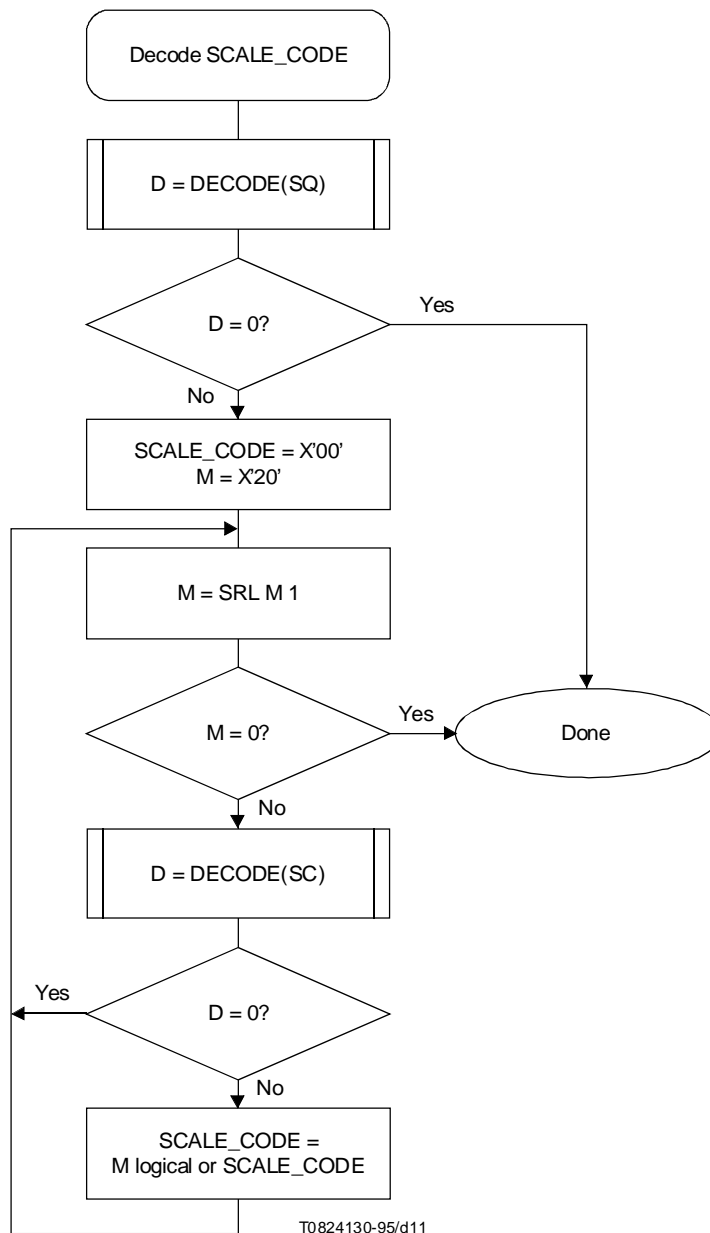 Decode SCALE_CODE
D = DECODE(SQ)
D = 0?
Yes
No
SCALE_CODE = X'00'
M = X'20'
M = SRL M 1
M = 0?
Yes
Done
No
D = DECODE(SC)
Yes
D = 0?
No
SCALE_CODE =
M logical or SCALE_CODE
T0824130-95/d11